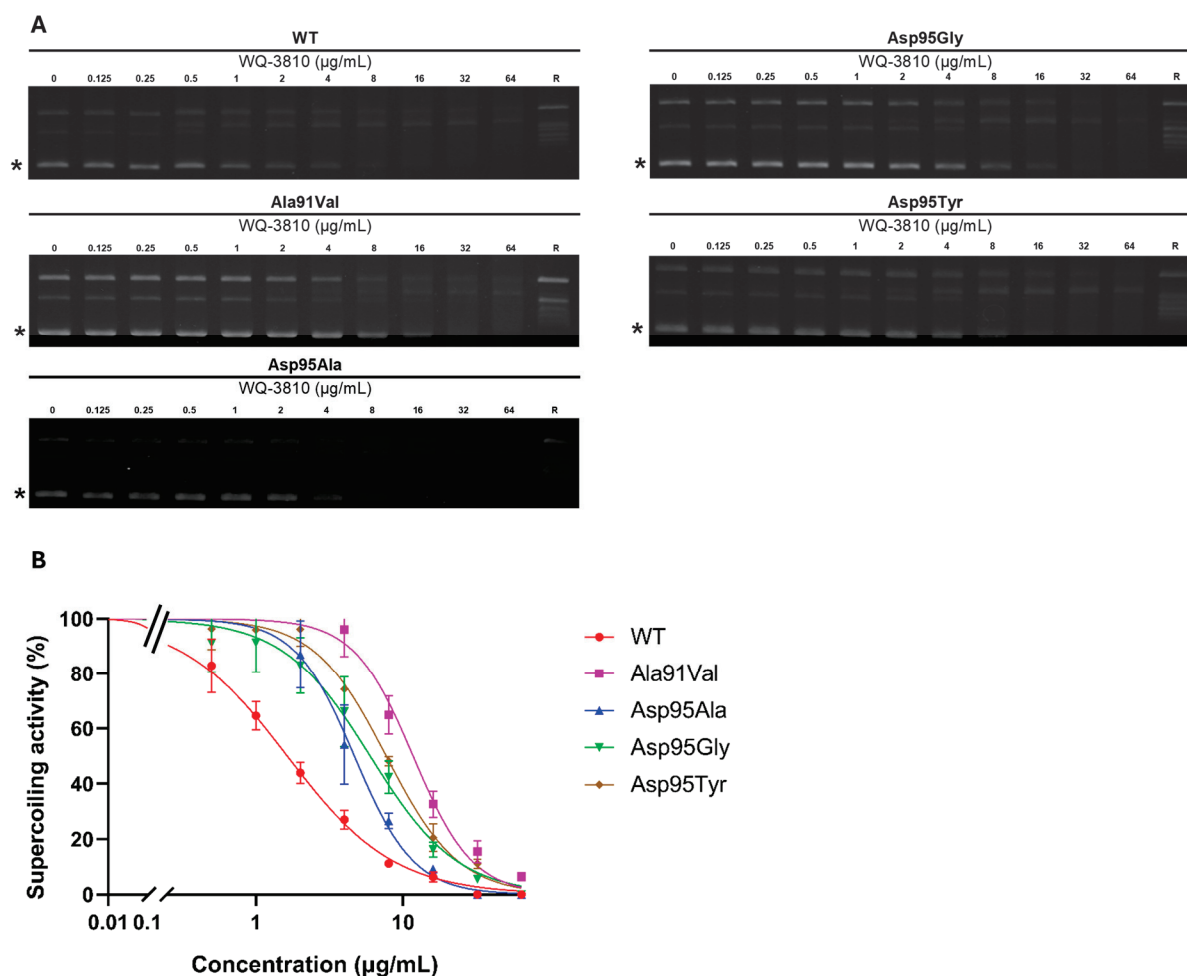 A
WT
WQ-3810 (µg/mL)
0 0.125 0.25 0.5 1 2 4 8 16 32 64 R
*
Ala91Val
WQ-3810 (µg/mL)
0 0.125 0.25 0.5 1 2 4 8 16 32 64 R
*
Asp95Ala
WQ-3810 (µg/mL)
0 0.125 0.25 0.5 1 2 4 8 16 32 64 R
*
Asp95Gly
WQ-3810 (µg/mL)
0 0.125 0.25 0.5 1 2 4 8 16 32 64 R
*
Asp95Tyr
WQ-3810 (µg/mL)
0 0.125 0.25 0.5 1 2 4 8 16 32 64 R
*
B
Supercoiling activity (%)
100
80
60
40
20
0
0.01 0.1 1 10
Concentration (µg/mL)
WT
Ala91Val
Asp95Ala
Asp95Gly
Asp95Tyr